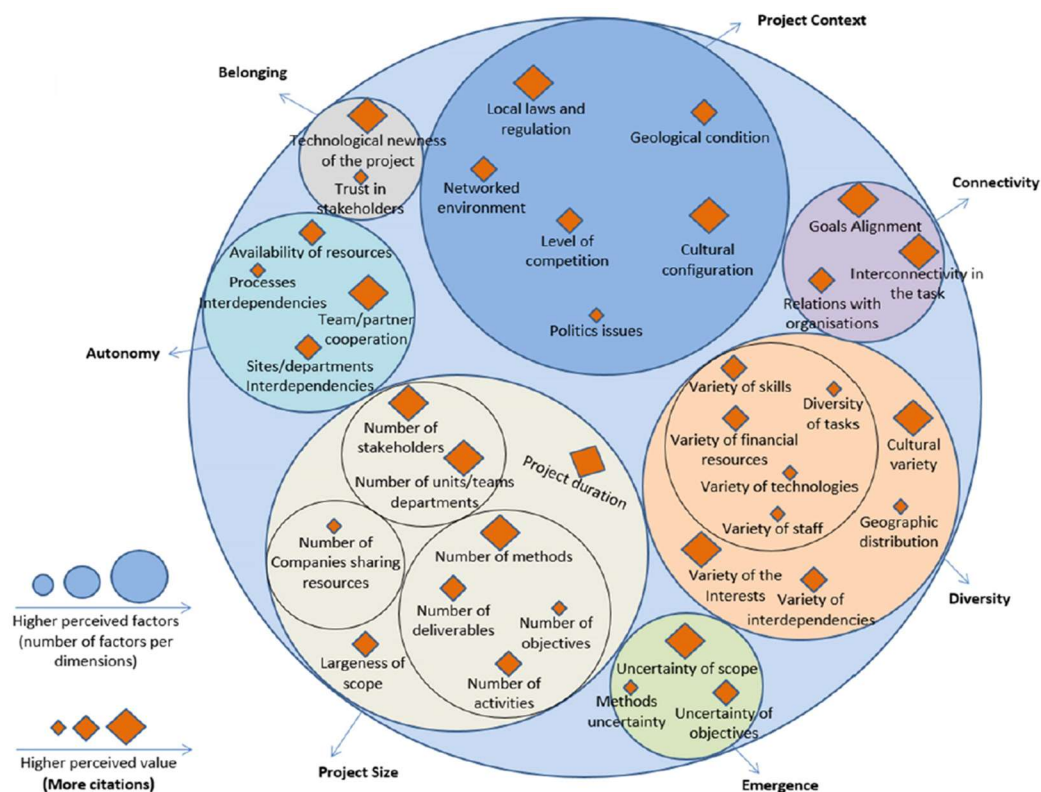 Project Context
Belonging
Local laws and
regulation
Geological condition
Technological newness
of the project
Trust in
stakeholders
Networked
environment
Level of
competition
Cultural
configuration
Politics issues
Connectivity
Goals Alignment
Interconnectivity in
the task
Relations with
organisations
Availability of resources
Processes
Interdependencies
Team/partner
cooperation
Sites/departments
Interdependencies
Autonomy
Number of
stakeholders
Number of units/teams
departments
Project duration
Number of
Companies sharing
resources
Number of methods
Number of
deliverables
Number of
objectives
Number of
activities
Largeness of
scope
Variety of skills
Diversity
of tasks
Variety of financial
resources
Cultural
variety
Variety of technologies
Variety of staff
Geographic
distribution
Variety of the
Interests
Variety of
interdependencies
Diversity
Uncertainty of scope
Methods
uncertainty
Uncertainty of
objectives
Project Size
Emergence
Higher perceived factors
(number of factors per
dimensions)
Higher perceived value
(More citations)